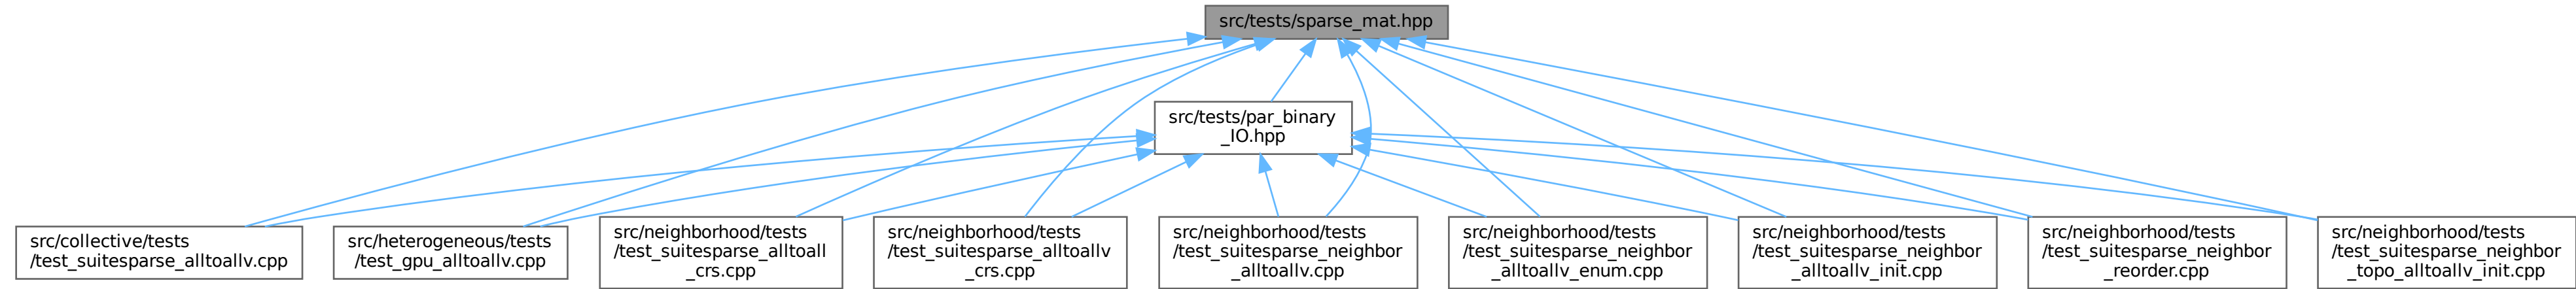 src/tests/sparse_mat.hpp
src/tests/par_binary
_IO.hpp
src/collective/tests
/test_suitesparse_alltoallv.cpp
src/heterogeneous/tests
/test_gpu_alltoallv.cpp
src/neighborhood/tests
/test_suitesparse_alltoall
_crs.cpp
src/neighborhood/tests
/test_suitesparse_alltoallv
_crs.cpp
src/neighborhood/tests
/test_suitesparse_neighbor
_alltoallv.cpp
src/neighborhood/tests
/test_suitesparse_neighbor
_alltoallv_enum.cpp
src/neighborhood/tests
/test_suitesparse_neighbor
_alltoallv_init.cpp
src/neighborhood/tests
/test_suitesparse_neighbor
_reorder.cpp
src/neighborhood/tests
/test_suitesparse_neighbor
_topo_alltoallv_init.cpp